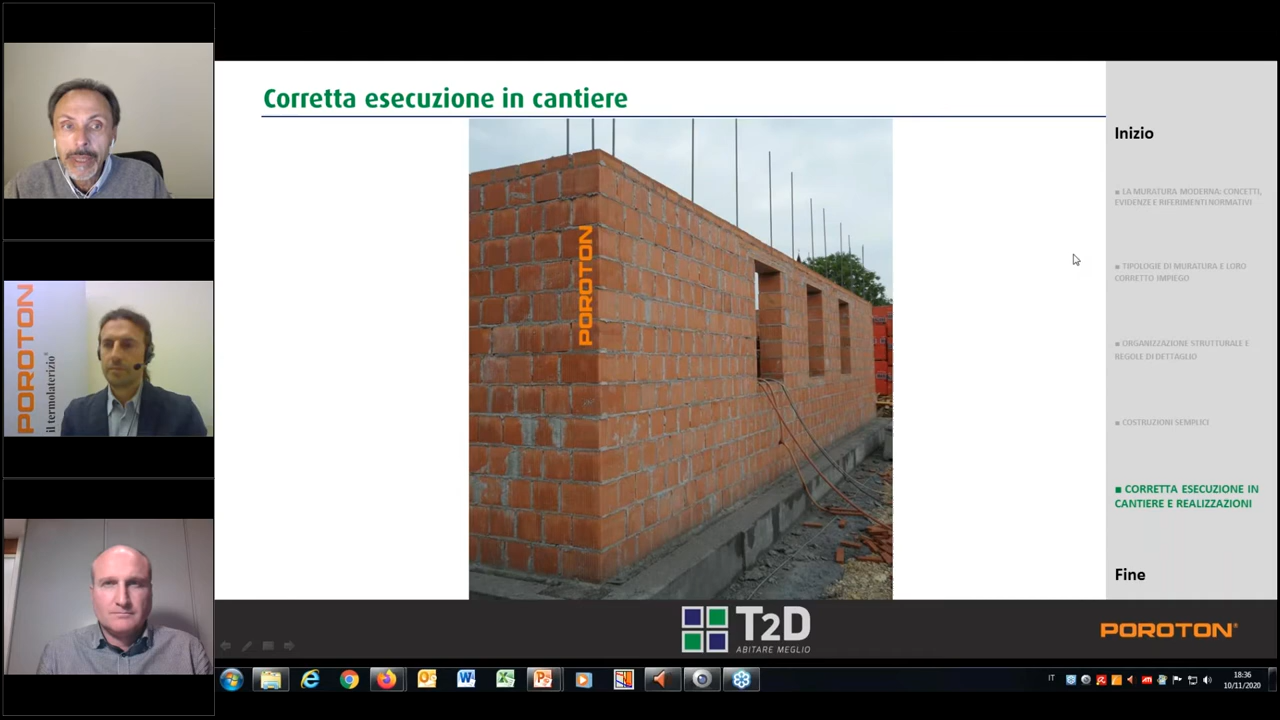 Corretta esecuzione in cantiere
POROTON
POROTON
il termolaterizio®
Inizio
■ LA MURATURA MODERNA: CONCETTI,
EVIDENZE E RIFERIMENTI NORMATIVI
■ TIPOLOGIE DI MURATURA E LORO
CORRETTO IMPIEGO
■ ORGANIZZAZIONE STRUTTURALE E
REGOLE DI DETTAGLIO
■ COSTRUZIONI SEMPLICI
■ CORRETTA ESECUZIONE IN
CANTIERE E REALIZZAZIONI
Fine
T2D
ABITARE MEGLIO
POROTON®
IT
18:36
10/11/2020